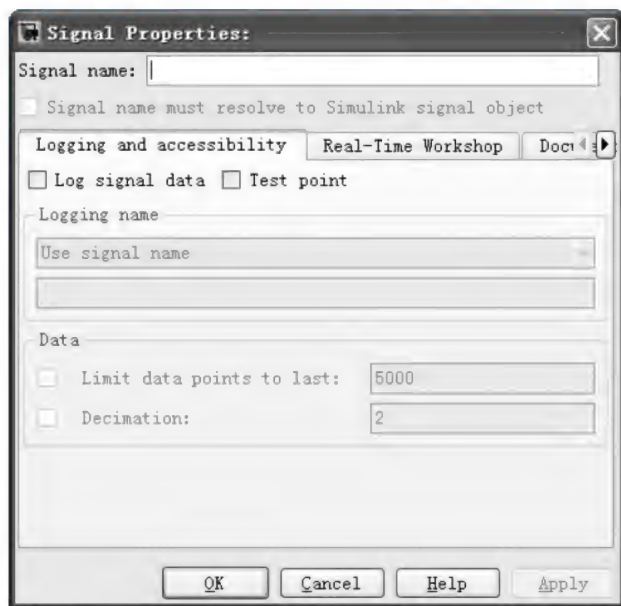 Signal Properties:
Signal name:
Signal name must resolve to Simulink signal object
Logging and accessibility Real-Time Workshop
Log signal data Test point
Logging name
Use signal name
Data
Limit data points to last: 5000
Decimation: 2
OK Cancel Help Apply